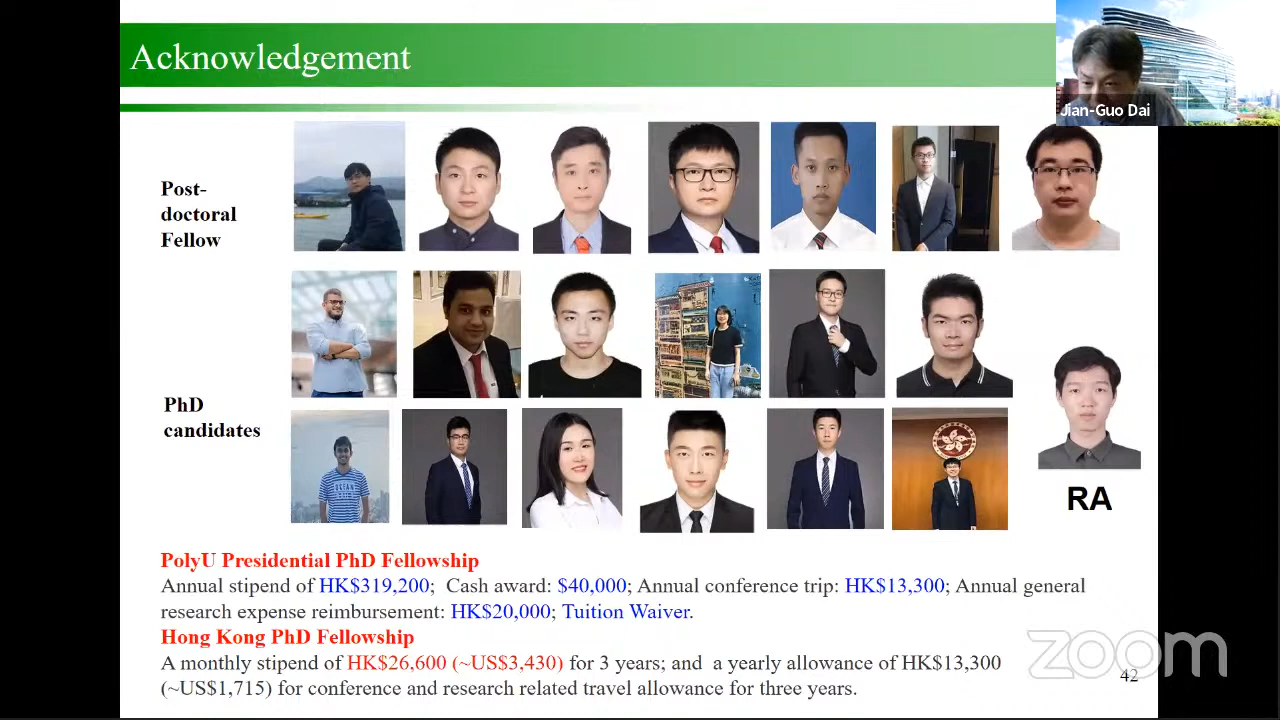 Acknowledgement
Jian-Guo Dai
Post-
doctoral
Fellow
PhD
candidates
OCEAN
RA
PolyU Presidential PhD Fellowship
Annual stipend of HK$319,200; Cash award: $40,000; Annual conference trip: HK$13,300; Annual general
research expense reimbursement: HK$20,000; Tuition Waiver.
Hong Kong PhD Fellowship
A monthly stipend of HK$26,600 (~US$3,430) for 3 years; and a yearly allowance of HK$13,300
(~US$1,715) for conference and research related travel allowance for three years.
zoom
42